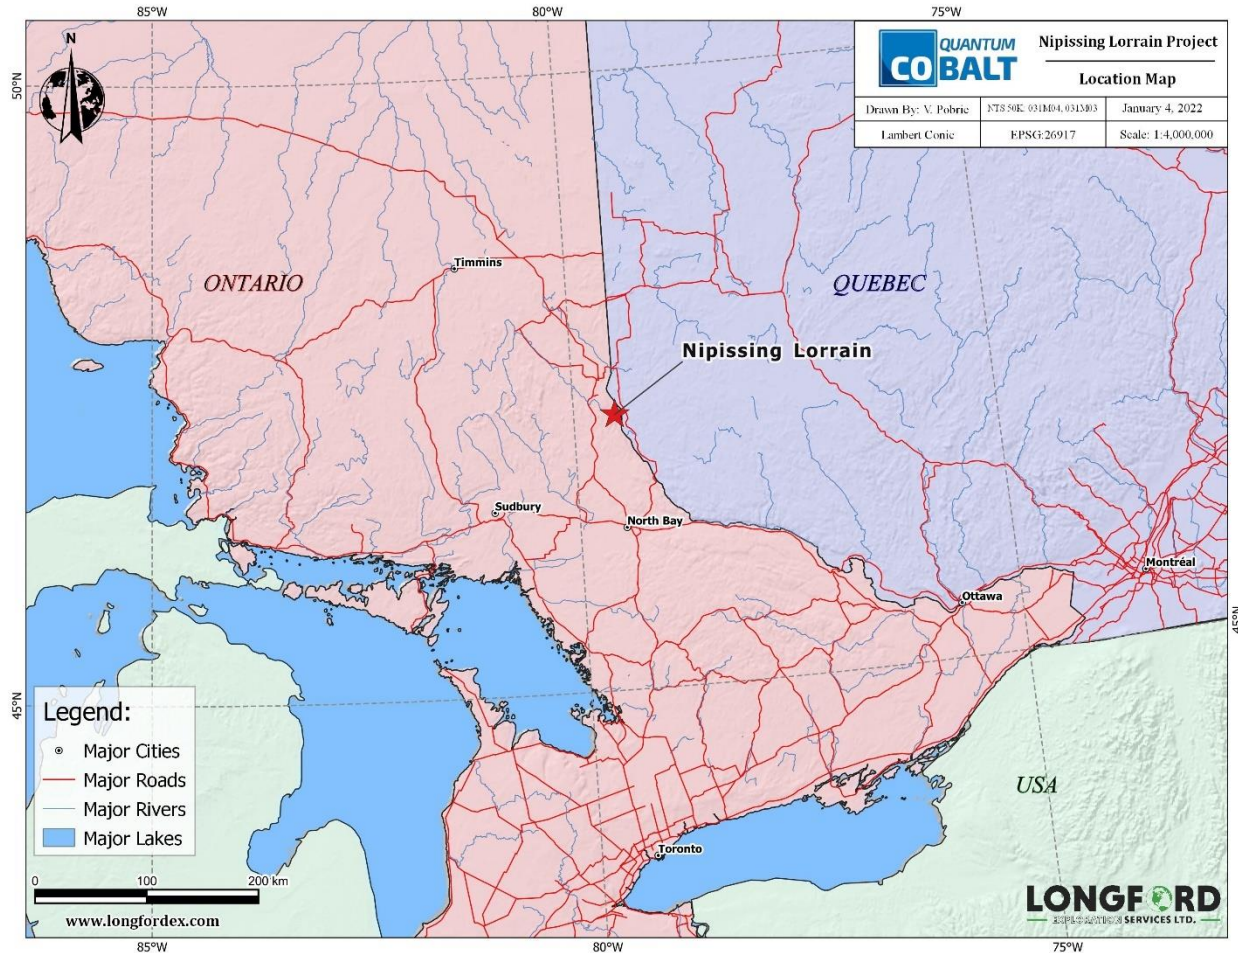 85°W
80°W
75°W
N
50°N
QUANTUM
COBALT
Nipissing Lorrain Project
Location Map
Drawn By: V. Pobric
NTS 50K: 031M04, 031M03
January 4, 2022
Lambert Conic
EPSG:26917
Scale: 1:4,000,000
Timmins
ONTARIO
QUEBEC
Nipissing Lorrain
Sudbury
North Bay
Montréal
Ottawa
45°N
45°N
Legend:
Major Cities
Major Roads
Major Rivers
Major Lakes
USA
Toronto
0 100 200 km
www.longfordex.com
LONGFORD
EXPLORATION SERVICES LTD.
85°W
80°W
75°W